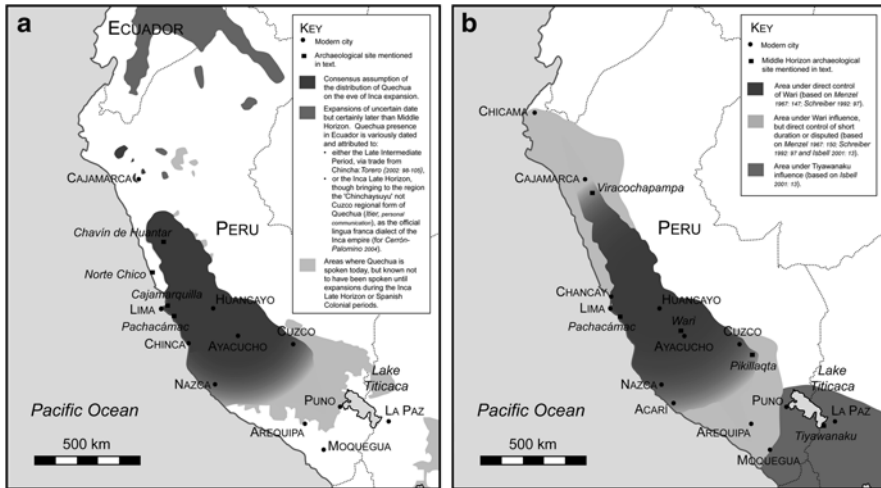 a
ECUADOR
KEY
Modern city
Archaeological site mentioned
in text.
Consensus assumption of
the distribution of Quechua
on the eve of Inca expansion.
Expansions of uncertain date
but certainly later than Middle
Horizon. Quechua presence
in Ecuador is variously dated
and attributed to:
• either the Late Intermediate
Period, via trade from
Chincha: Torero (2002: 98-105),
• or the Inca Late Horizon,
though bringing to the region
the 'Chinchaysuyu' not
Cuzco regional form of
Quechua (Itier, personal
communication), as the official
lingua franca dialect of the
Inca empire (for Cerrón-
Palomino 2004).
Areas where Quechua is
spoken today, but known not
to have been spoken until
expansions during the Inca
Late Horizon or Spanish
Colonial periods.
CAJAMARCA
PERU
Chavín de Huantar
Norte Chico
Cajamarquilla
LIMA
HUANCAYO
Pachacámac
CHINCA
AYACUCHO
CUZCO
NAZCA
Lake
Titicaca
Pacific Ocean
PUNO
LA PAZ
AREQUIPA
MOQUEGUA
500 km
b
KEY
Modern city
Middle Horizon archaeological
site mentioned in text.
Area under direct control
of Wari (based on Menzel
1967: 147; Schreiber 1992: 97).
Area under Wari influence,
but direct control of short
duration or disputed (based
on Menzel 1967: 150; Schreiber
1992: 97 and Isbell 2001: 13).
Area under Tiyawanaku
influence (based on Isbell
2001: 13).
CHICAMA
CAJAMARCA
Viracochapampa
PERU
CHANCAY
LIMA
HUANCAYO
Pachacámac
Wari
AYACUCHO
CUZCO
Pikillaqta
NAZCA
Lake
Titicaca
ACARÍ
Pacific Ocean
PUNO
LA PAZ
AREQUIPA
Tiyawanaku
MOQUEGUA
500 km